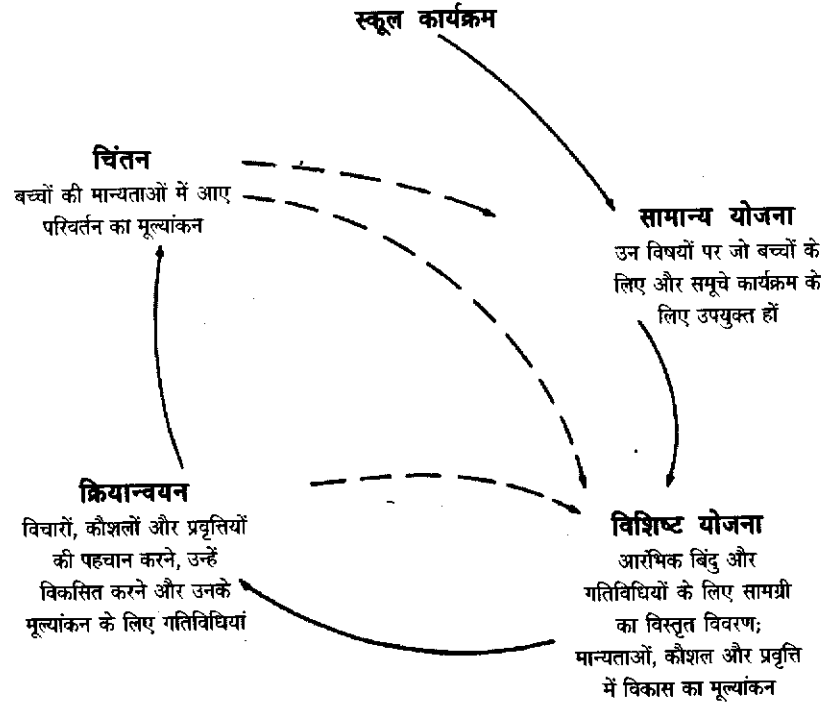 स्कूल कार्यक्रम
चिंतन
बच्चों की मान्यताओं में आए
परिवर्तन का मूल्यांकन
सामान्य योजना
उन विषयों पर जो बच्चों के
लिए और समूचे कार्यक्रम के
लिए उपयुक्त हों
क्रियान्वयन
विचारों, कौशलों और प्रवृत्तियों
की पहचान करने, उन्हें
विकसित करने और उनके
मूल्यांकन के लिए गतिविधियां
विशिष्ट योजना
आरंभिक बिंदु और
गतिविधियों के लिए सामग्री
का विस्तृत विवरण;
मान्यताओं, कौशल और प्रवृत्ति
में विकास का मूल्यांकन